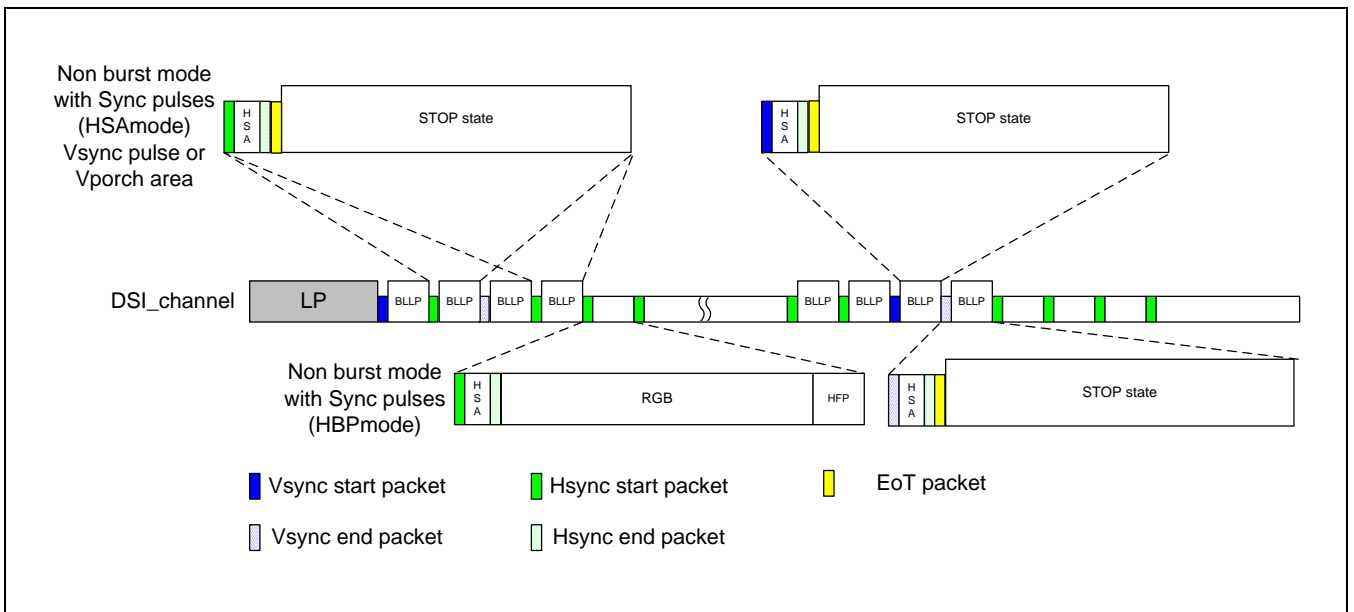 Non burst mode
with Sync pulses
(HSAmode)
Vsync pulse or
Vporch area
H
S
A
STOP state
H
S
A
STOP state
DSI_channel
LP
BLLP
BLLP
BLLP
BLLP
BLLP
BLLP
BLLP
BLLP
Non burst mode
with Sync pulses
(HBPmode)
H
S
A
RGB
HFP
H
S
A
STOP state
Vsync start packet
Hsync start packet
EoT packet
Vsync end packet
Hsync end packet